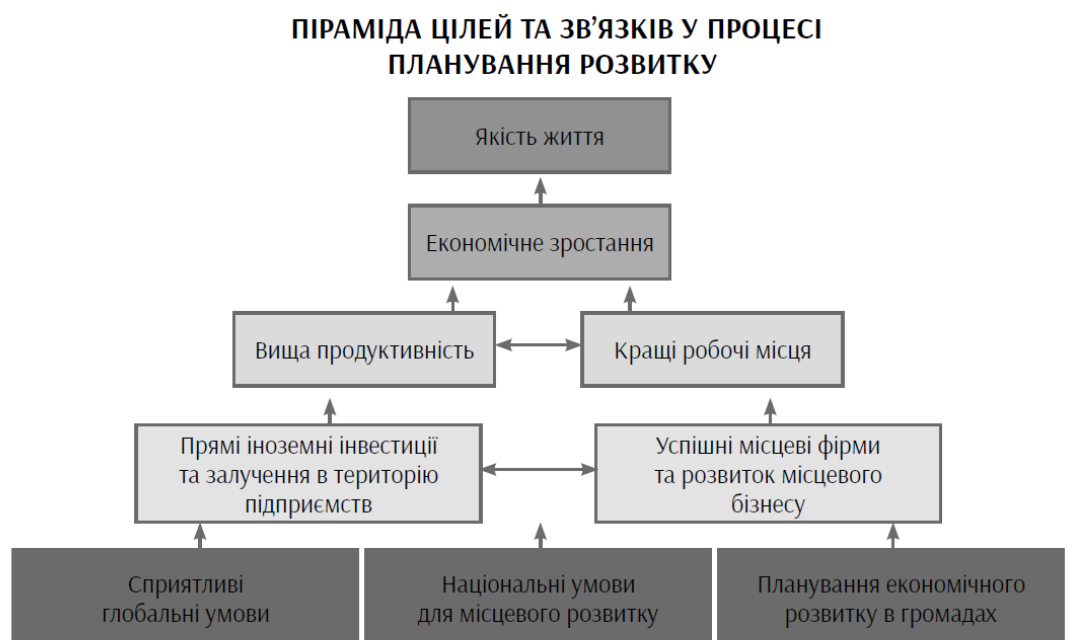 ПІРАМІДА ЦІЛЕЙ ТА ЗВ’ЯЗКІВ У ПРОЦЕСІ
ПЛАНУВАННЯ РОЗВИТКУ
Якість життя
Економічне зростання
Вища продуктивність
Кращі робочі місця
Прямі іноземні інвестиції
та залучення в територію
підприємств
Успішні місцеві фірми
та розвиток місцевого
бізнесу
Сприятливі
глобальні умови
Національні умови
для місцевого розвитку
Планування економічного
розвитку в громадах